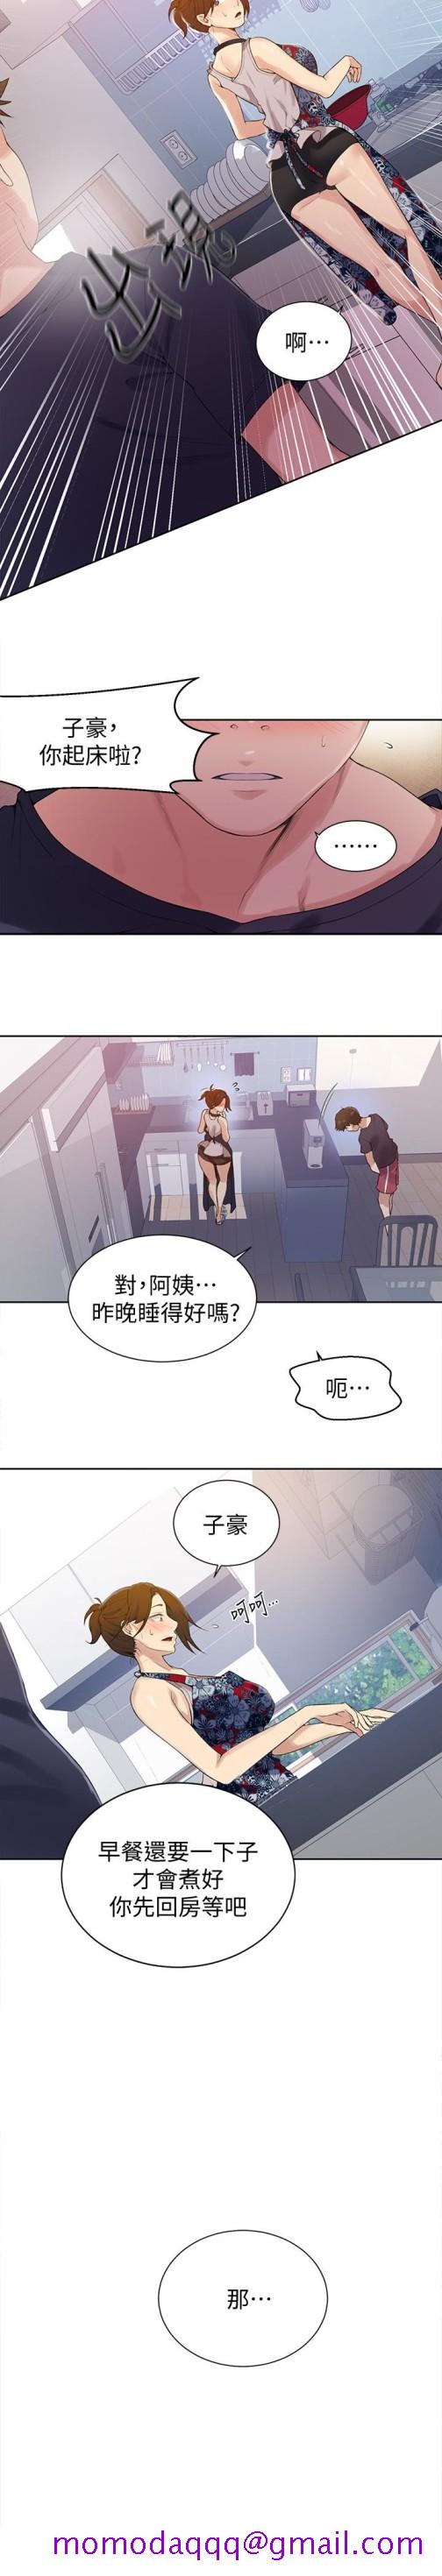 出現
啊⋯
子豪，
你起床啦?
⋯⋯
對，阿姨⋯
昨晚睡得好嗎?
呃⋯
子豪
呵呵⋯
早餐還要一下子
才會煮好
你先回房等吧
那⋯
momodaqqq@gmail.com